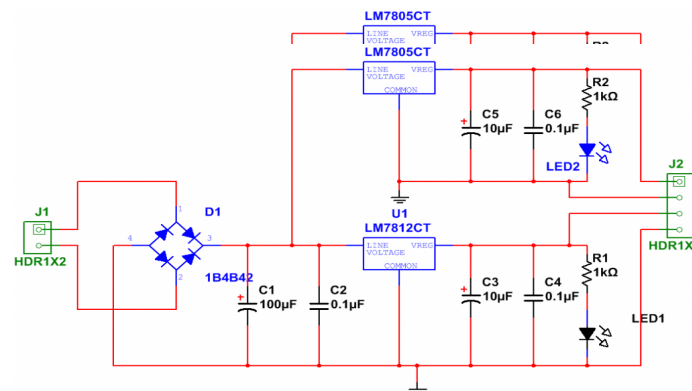 LM7805CT
LINE VREG
VOLTAGE
LM7805CT
LINE VREG
VOLTAGE
COMMON
R2
1kΩ
C5
10µF
C6
0.1µF
LED2
J2
HDR1X
J1
HDR1X2
D1
1
4
3
2
1B4B42
U1
LM7812CT
LINE VREG
VOLTAGE
COMMON
C1
100µF
C2
0.1µF
C3
10µF
C4
0.1µF
R1
1kΩ
LED1